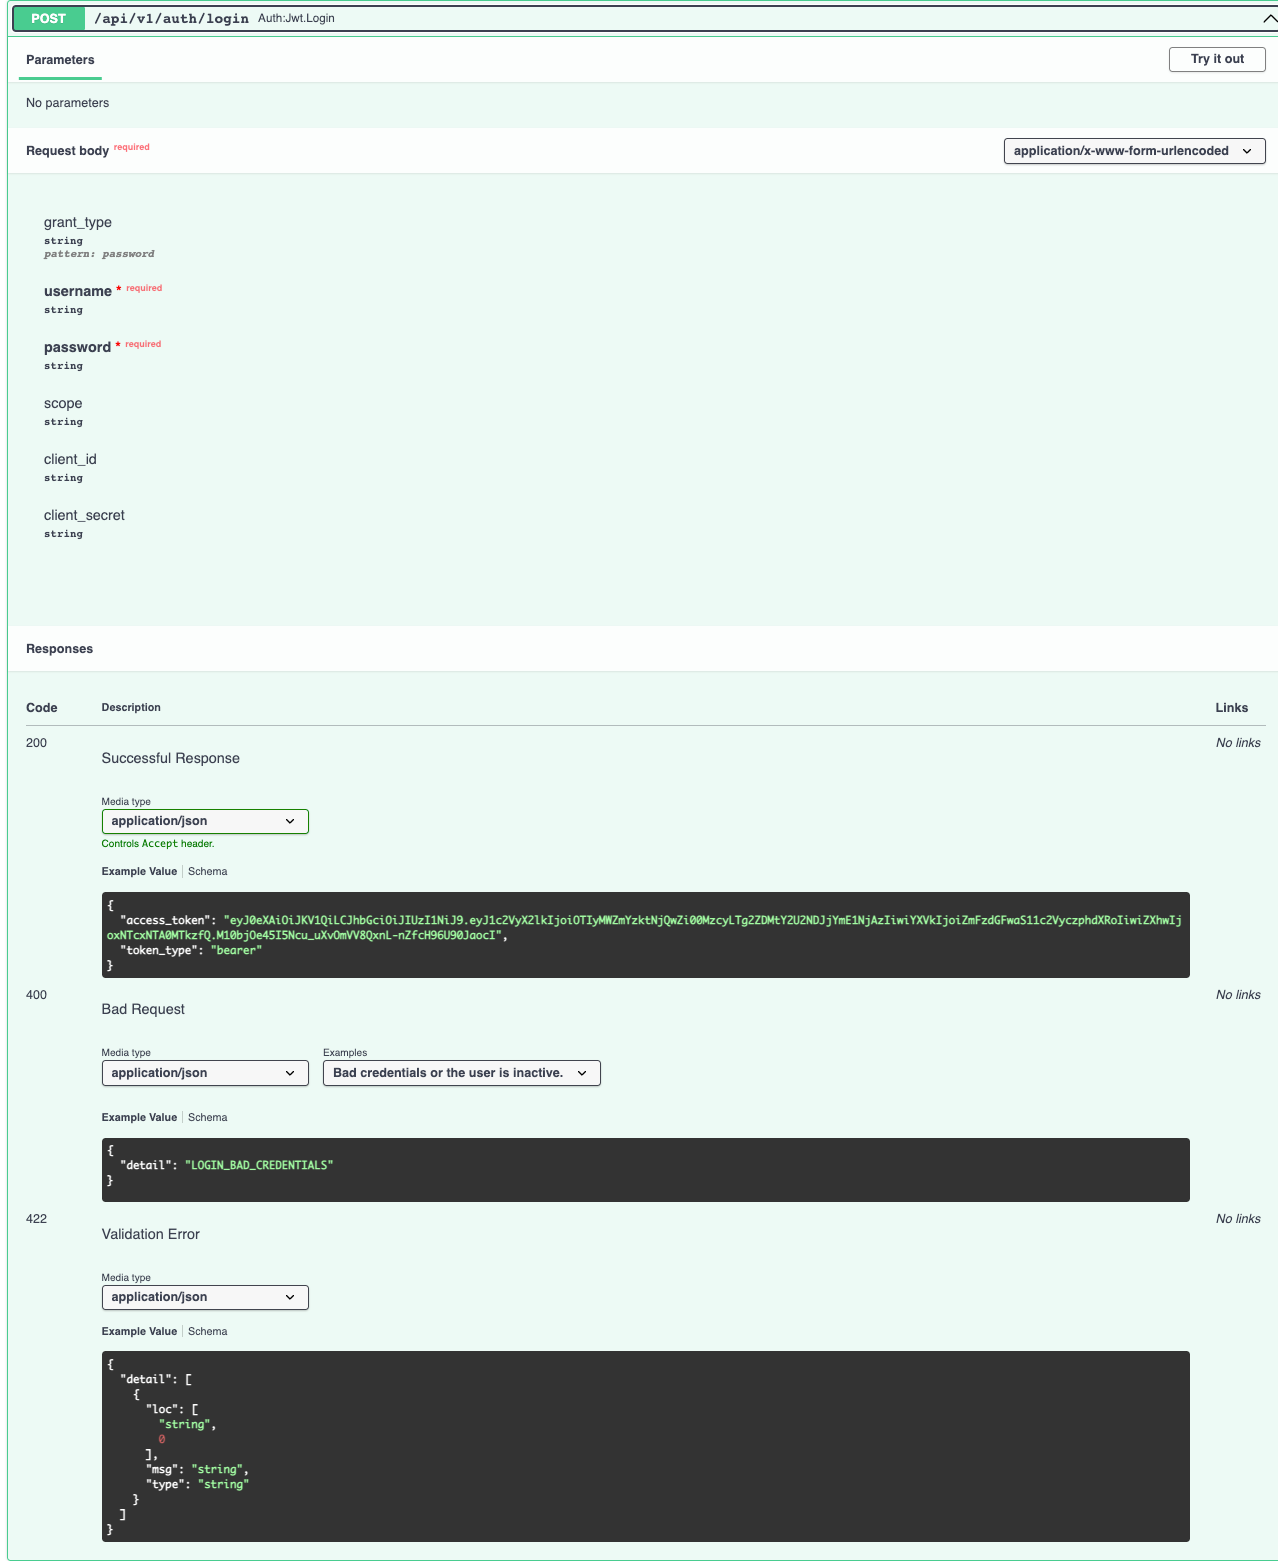 POST /api/v1/auth/login Auth:Jwt.Login
Parameters Try it out
No parameters
Request body required application/x-www-form-urlencoded
grant_type
string
pattern: password
username * required
string
password * required
string
scope
string
client_id
string
client_secret
string
Responses
Code Description Links
200 No links
Successful Response
Media type
application/json
Controls Accept header.
Example Value Schema
{
"access_token": "eyJ0eXAiOiJKV1QiLCJhbGciOiJIUzI1NiJ9.eyJ1c2VyX2lkIjoiOTIyMWZmYzktNjQwZi00MzcyLTg2ZDMtY2U2NDJjYmE1NjAzIiwiYXVkIjoiZmFzdGFwaS11c2VyczphdXRoIiwiZXhwIj
oxNTcxNTA0MTkzfQ.M10bjOe45I5Ncu_uXvOmVV8QxnL-nZfcH96U90JaocI",
"token_type": "bearer"
}
400 No links
Bad Request
Media type Examples
application/json Bad credentials or the user is inactive.
Example Value Schema
{
"detail": "LOGIN_BAD_CREDENTIALS"
}
422 No links
Validation Error
Media type
application/json
Example Value Schema
{
"detail": [
{
"loc": [
"string",
0
],
"msg": "string",
"type": "string"
}
]
}